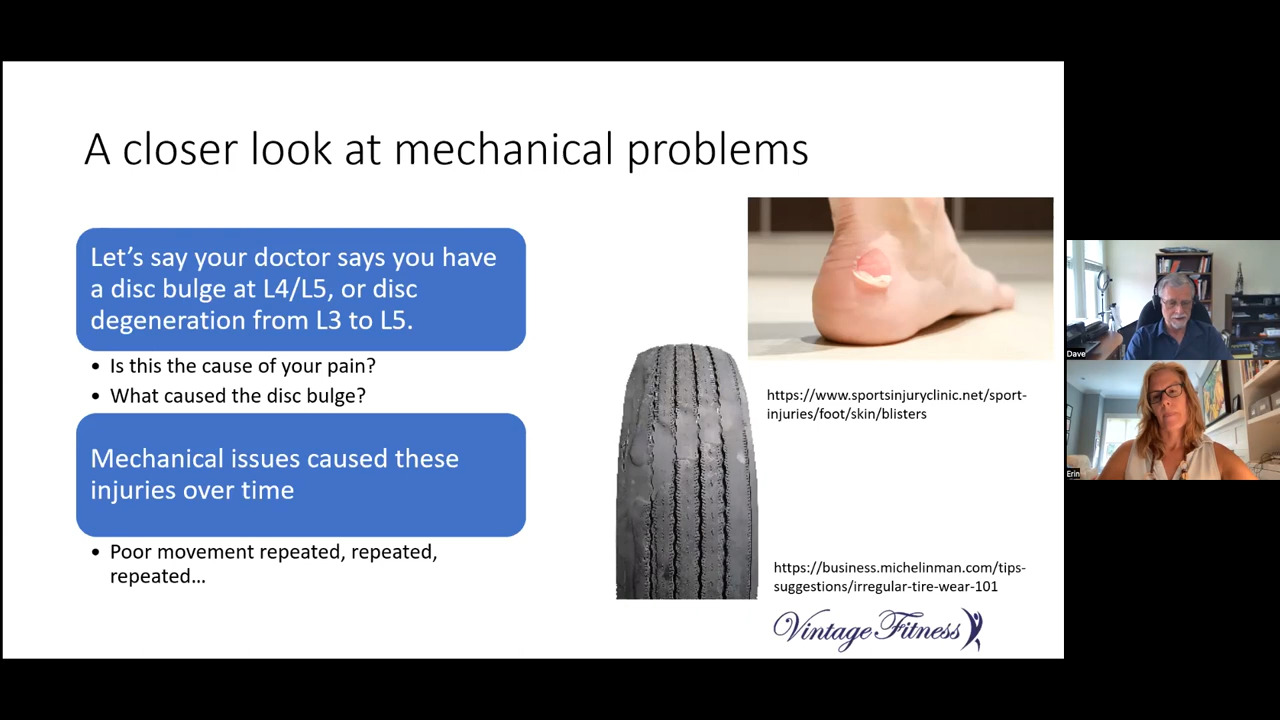 A closer look at mechanical problems
Let's say your doctor says you have
a disc bulge at L4/L5, or disc
degeneration from L3 to L5.
• Is this the cause of your pain?
• What caused the disc bulge?
Mechanical issues caused these
injuries over time
• Poor movement repeated, repeated,
repeated...
https://www.sportsinjuryclinic.net/sport-
injuries/foot/skin/blisters
https://business.michelinman.com/tips-
suggestions/irregular-tire-wear-101
Vintage Fitness
Dave
Erin